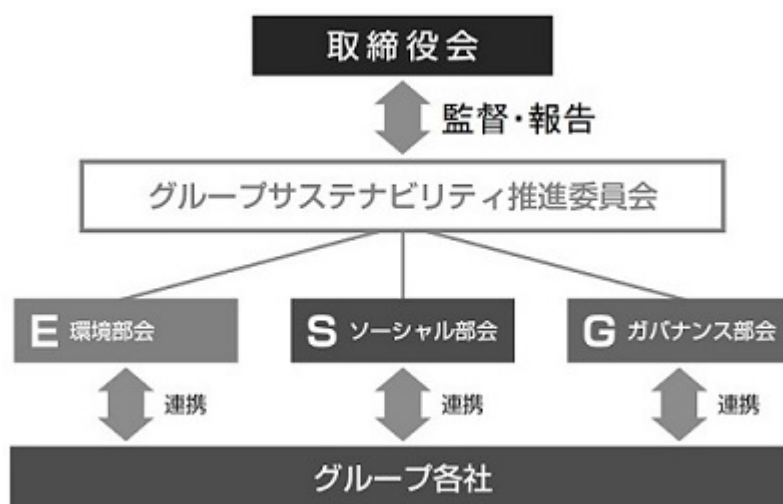 取締役会
監督・報告
グループサステナビリティ推進委員会
E 環境部会
S ソーシャル部会
G ガバナンス部会
連携
連携
連携
グループ各社